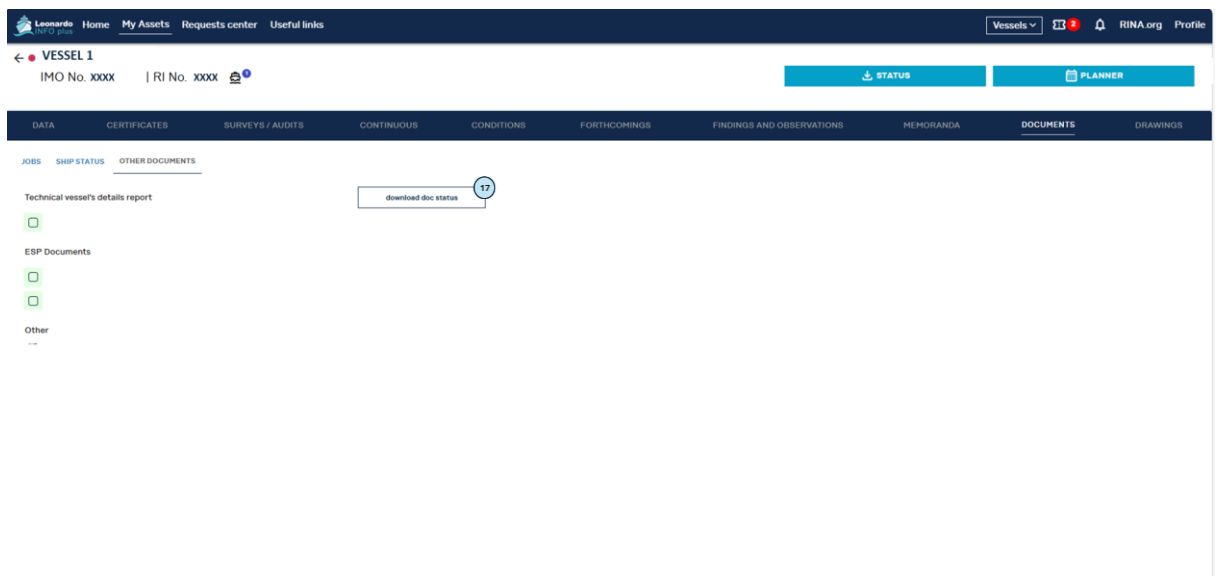 Leonardo
INFO plus
Home My Assets Requests center Useful links
Vessels 2 RINA.org Profile
VESSEL 1
IMO No. xxxx | RI No. xxxx
STATUS PLANNER
DATA CERTIFICATES SURVEYS / AUDITS CONTINUOUS CONDITIONS FORTHCOMINGS FINDINGS AND OBSERVATIONS MEMORANDA DOCUMENTS DRAWINGS
JOBS SHIP STATUS OTHER DOCUMENTS
Technical vessel's details report
download doc status 17
ESP Documents
Other